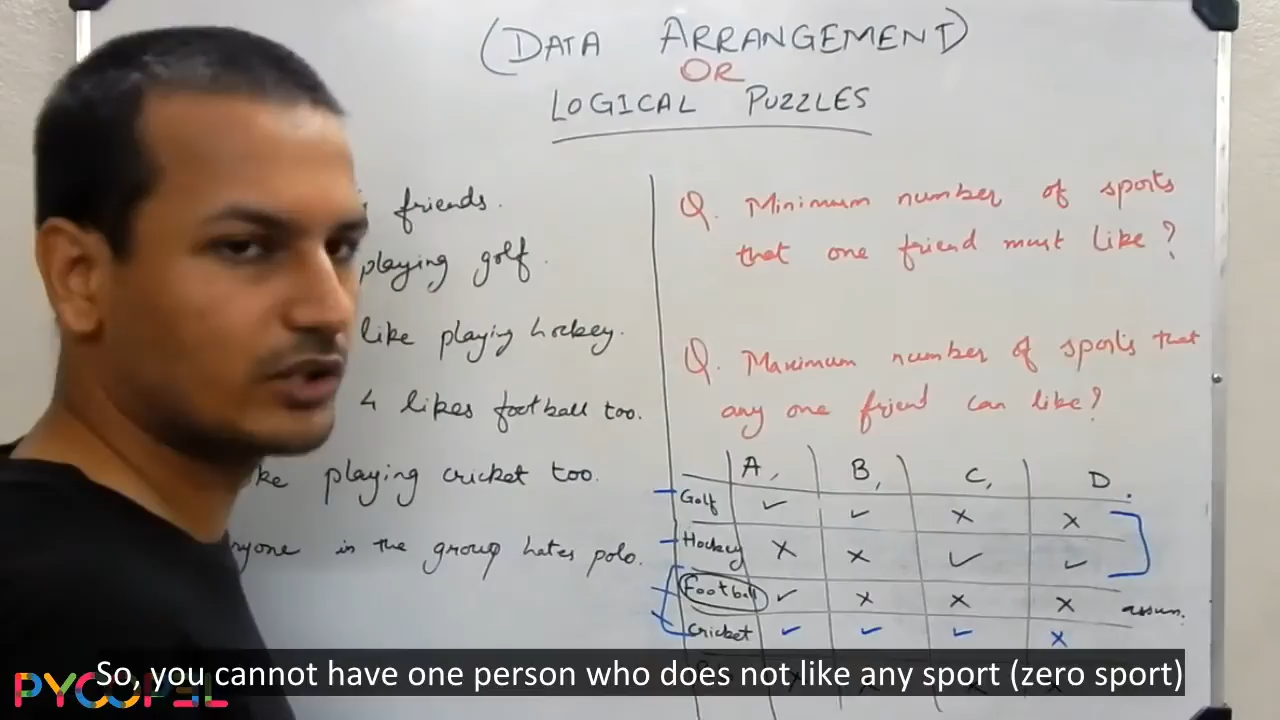 (DATA ARRANGEMENT)
OR
LOGICAL PUZZLES
friends.
playing golf.
like playing hockey.
4 likes football too.
playing cricket too.
in the group hates polo.
Q. Minimum number of sports
that one friend must like?
Q. Maximum number of sports that
any one friend can like?
A, B, C, D.
Golf ✓ ✓ ✗ ✗
Hockey ✗ ✗ ✓ ✓
Football ✓ ✗ ✗ ✗ assum.
Cricket ✓ ✓ ✓ ✗
So, you cannot have one person who does not like any sport (zero sport)
PYOOPEL